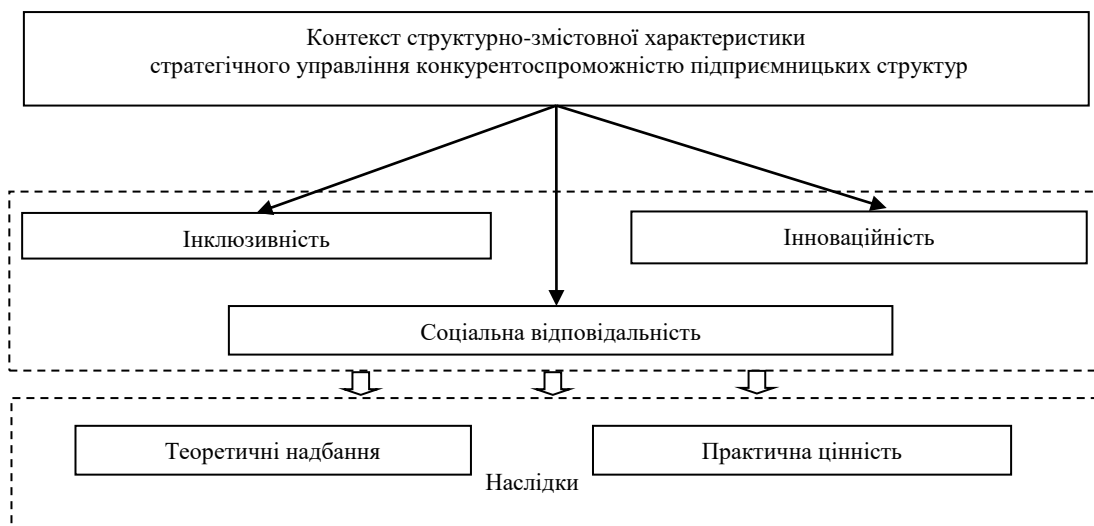 Контекст структурно-змістовної характеристики
стратегічного управління конкурентоспроможністю підприємницьких структур
Інклюзивність
Інноваційність
Соціальна відповідальність
Теоретичні надбання
Практична цінність
Наслідки